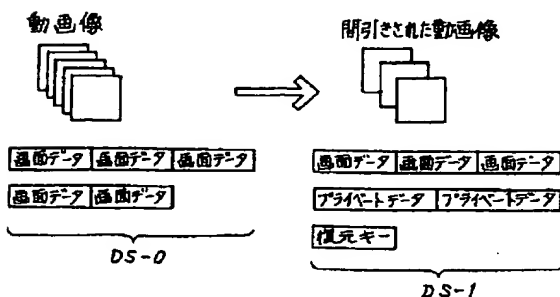 動画像
間引きされた動画像
画面データ 画面データ 画面データ
画面データ 画面データ
DS-0
画面データ 画面データ 画面データ
プライベートデータ プライベートデータ
復元キー
DS-1